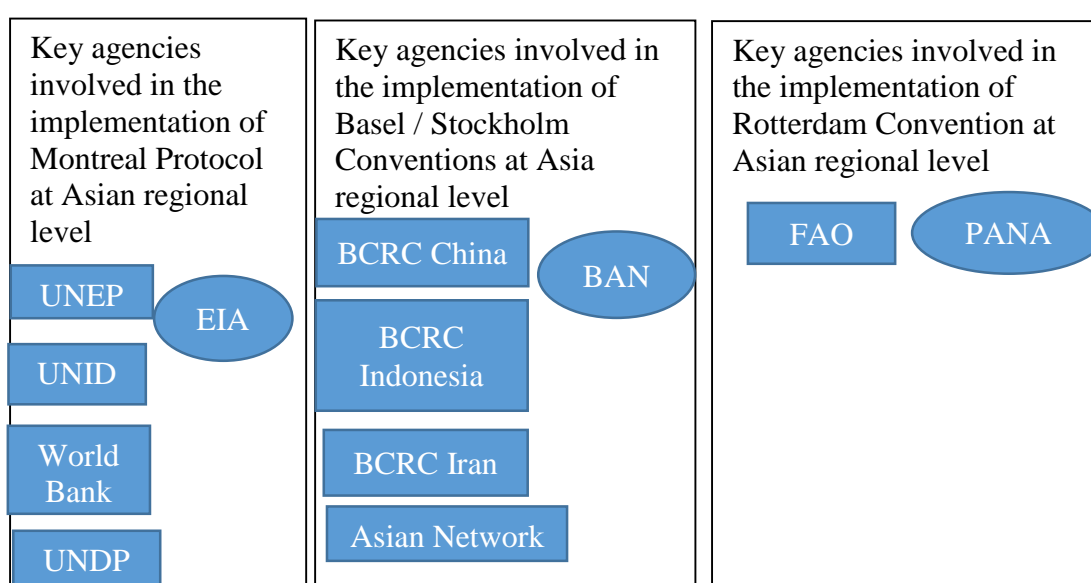 Key agencies
involved in the
implementation of
Montreal Protocol
at Asian regional
level
UNEP
EIA
UNID
World
Bank
UNDP
Key agencies involved in
the implementation of
Basel / Stockholm
Conventions at Asia
regional level
BCRC China
BAN
BCRC
Indonesia
BCRC Iran
Asian Network
Key agencies involved in
the implementation of
Rotterdam Convention at
Asian regional level
FAO
PANA